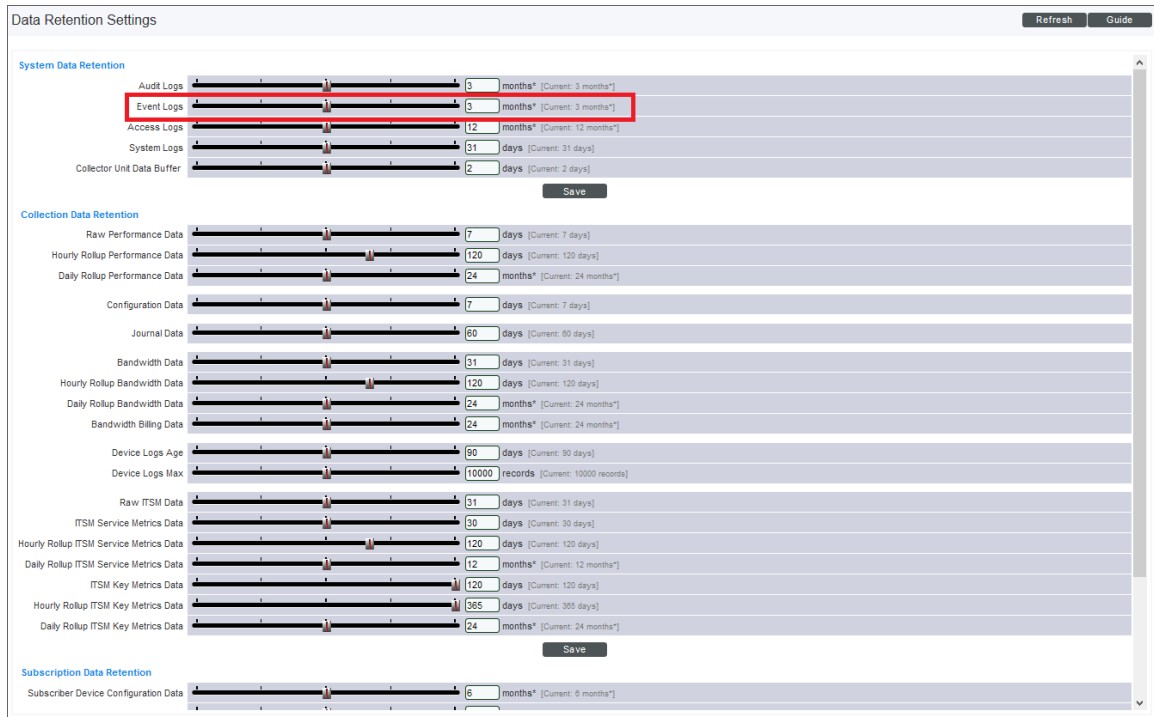 Data Retention Settings Refresh Guide
System Data Retention
Audit Logs 3 months* [Current: 3 months*]
Event Logs 3 months* [Current: 3 months*]
Access Logs 12 months* [Current: 12 months*]
System Logs 31 days [Current: 31 days]
Collector Unit Data Buffer 2 days [Current: 2 days]
Save
Collection Data Retention
Raw Performance Data 7 days [Current: 7 days]
Hourly Rollup Performance Data 120 days [Current: 120 days]
Daily Rollup Performance Data 24 months* [Current: 24 months*]
Configuration Data 7 days [Current: 7 days]
Journal Data 60 days [Current: 60 days]
Bandwidth Data 31 days [Current: 31 days]
Hourly Rollup Bandwidth Data 120 days [Current: 120 days]
Daily Rollup Bandwidth Data 24 months* [Current: 24 months*]
Bandwidth Billing Data 24 months* [Current: 24 months*]
Device Logs Age 90 days [Current: 90 days]
Device Logs Max 10000 records [Current: 10000 records]
Raw ITSM Data 31 days [Current: 31 days]
ITSM Service Metrics Data 30 days [Current: 30 days]
Hourly Rollup ITSM Service Metrics Data 120 days [Current: 120 days]
Daily Rollup ITSM Service Metrics Data 12 months* [Current: 12 months*]
ITSM Key Metrics Data 120 days [Current: 120 days]
Hourly Rollup ITSM Key Metrics Data 365 days [Current: 365 days]
Daily Rollup ITSM Key Metrics Data 24 months* [Current: 24 months*]
Save
Subscription Data Retention
Subscriber Device Configuration Data 6 months* [Current: 6 months*]